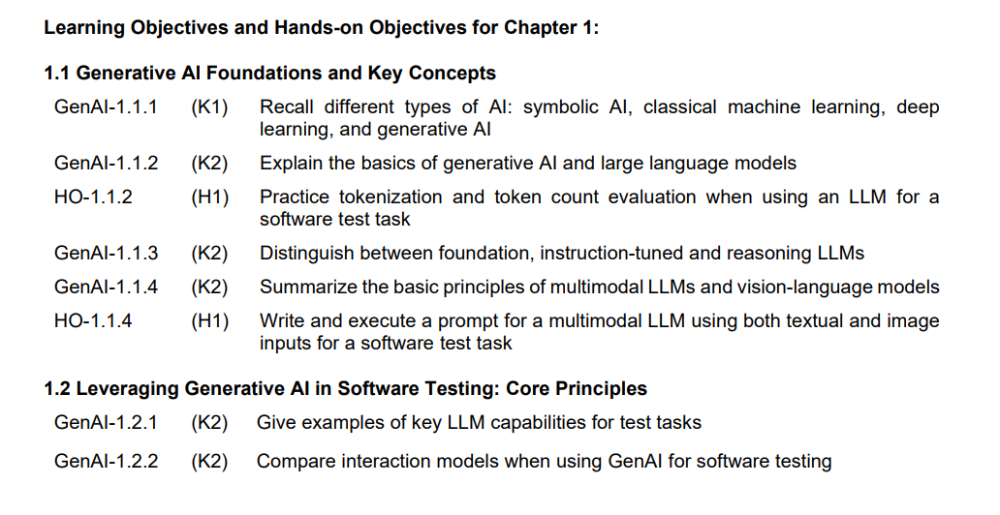 Learning Objectives and Hands-on Objectives for Chapter 1:
1.1 Generative AI Foundations and Key Concepts
GenAI-1.1.1 (K1) Recall different types of AI: symbolic AI, classical machine learning, deep
learning, and generative AI
GenAI-1.1.2 (K2) Explain the basics of generative AI and large language models
HO-1.1.2 (H1) Practice tokenization and token count evaluation when using an LLM for a
software test task
GenAI-1.1.3 (K2) Distinguish between foundation, instruction-tuned and reasoning LLMs
GenAI-1.1.4 (K2) Summarize the basic principles of multimodal LLMs and vision-language models
HO-1.1.4 (H1) Write and execute a prompt for a multimodal LLM using both textual and image
inputs for a software test task
1.2 Leveraging Generative AI in Software Testing: Core Principles
GenAI-1.2.1 (K2) Give examples of key LLM capabilities for test tasks
GenAI-1.2.2 (K2) Compare interaction models when using GenAI for software testing